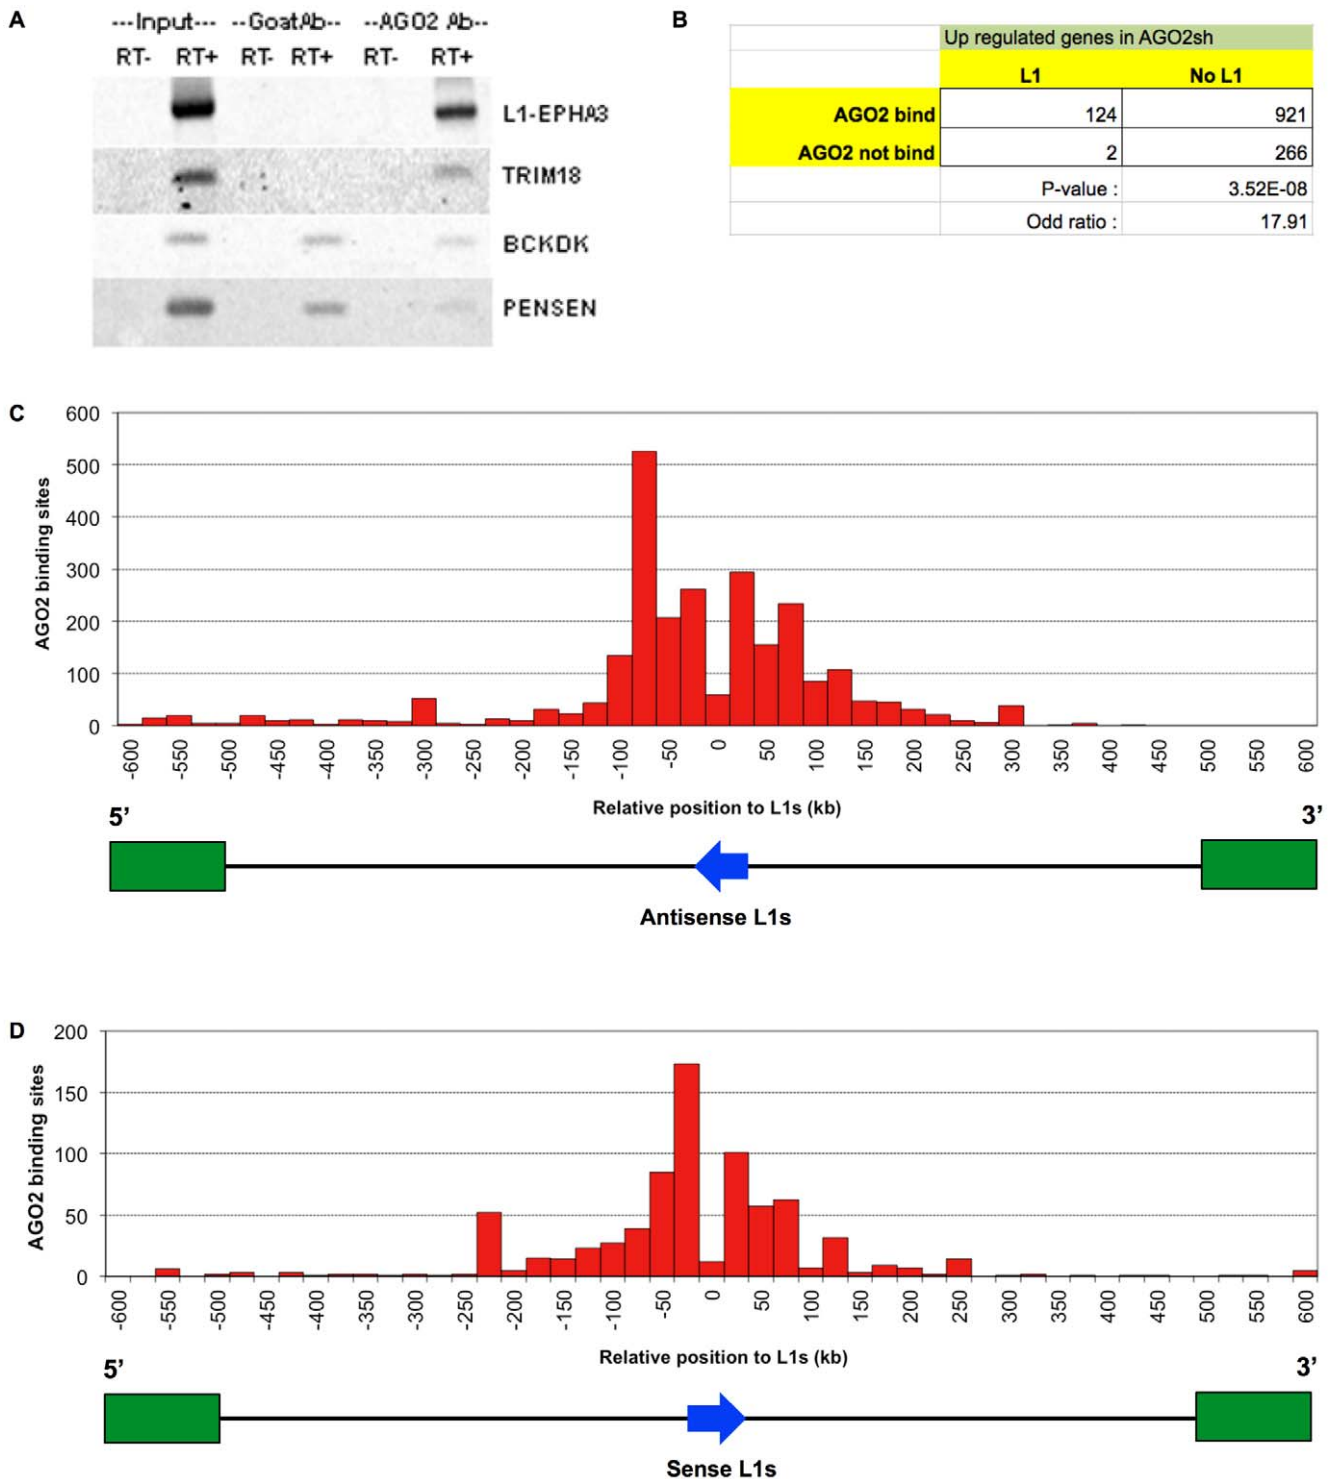 A
---Input--- --GoatAb-- --AGO2 Ab--
RT- RT+ RT- RT+ RT- RT+
L1-EPHA3
TRIM18
BCKDK
PENSEN
B
Up regulated genes in AGO2sh
L1 No L1
AGO2 bind 124 921
AGO2 not bind 2 266
P-value : 3.52E-08
Odd ratio : 17.91
C
600
500
400
300
200
100
0
AGO2 binding sites
-600 -550 -500 -450 -400 -350 -300 -250 -200 -150 -100 -50 0 50 100 150 200 250 300 350 400 450 500 550 600
Relative position to L1s (kb)
5’ 3’
Antisense L1s
D
200
150
100
50
0
AGO2 binding sites
-600 -550 -500 -450 -400 -350 -300 -250 -200 -150 -100 -50 0 50 100 150 200 250 300 350 400 450 500 550 600
Relative position to L1s (kb)
5’ 3’
Sense L1s